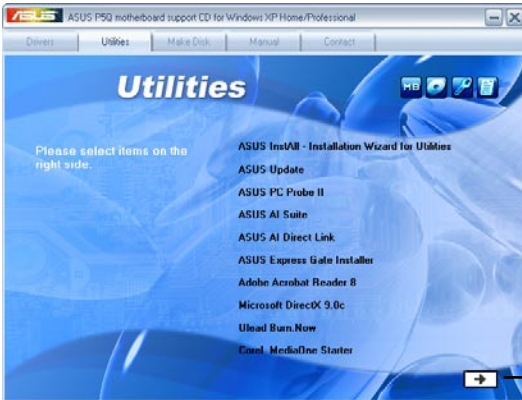 ASUS
ASUS P5Q motherboard support CD for Windows XP Home/Professional
Drivers
Utilities
Make Disk
Manual
Contact
Utilities
MB
Please select items on the
right side.
ASUS InstAll - Installation Wizard for Utilities
ASUS Update
ASUS PC Probe II
ASUS AI Suite
ASUS AI Direct Link
ASUS Express Gate Installer
Adobe Acrobat Reader 8
Microsoft DirectX 9.0c
Ulead Burn.Now
Corel MediaOne Starter